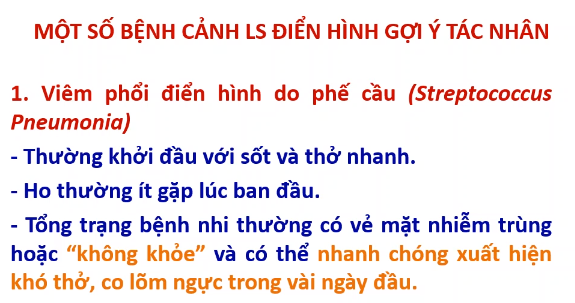 MỘT SỐ BỆNH CẢNH LS ĐIỂN HÌNH GỢI Ý TÁC NHÂN
1. Viêm phổi điển hình do phế cầu (Streptococcus
Pneumonia)
- Thường khởi đầu với sốt và thở nhanh.
- Ho thường ít gặp lúc ban đầu.
- Tổng trạng bệnh nhi thường có vẻ mặt nhiễm trùng
hoặc “không khỏe” và có thể nhanh chóng xuất hiện
khó thở, co lõm ngực trong vài ngày đầu.